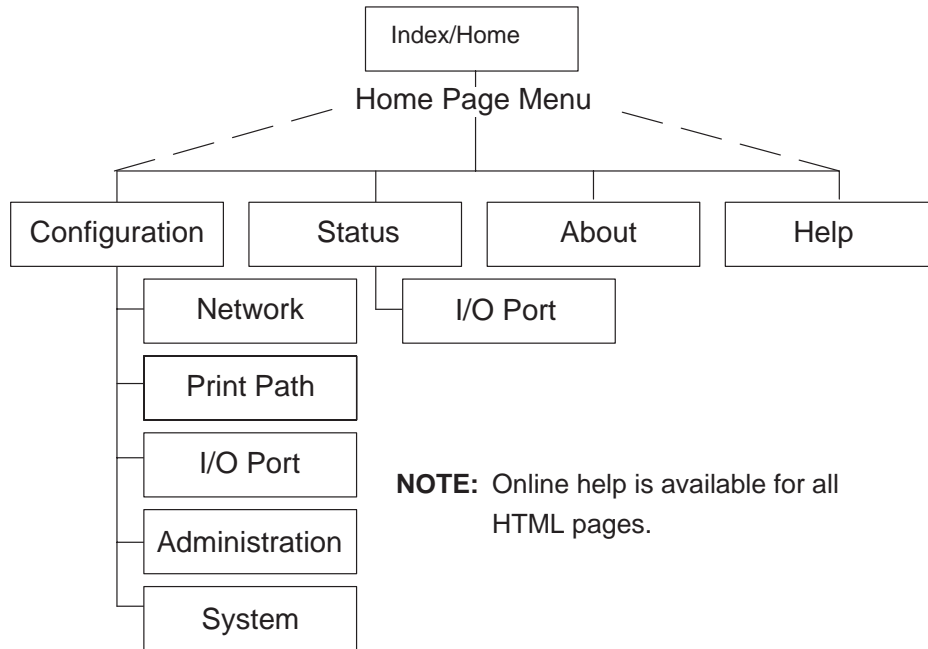 Index/Home
Home Page Menu
Configuration
Status
About
Help
Network
I/O Port
Print Path
I/O Port
NOTE: Online help is available for all
HTML pages.
Administration
System